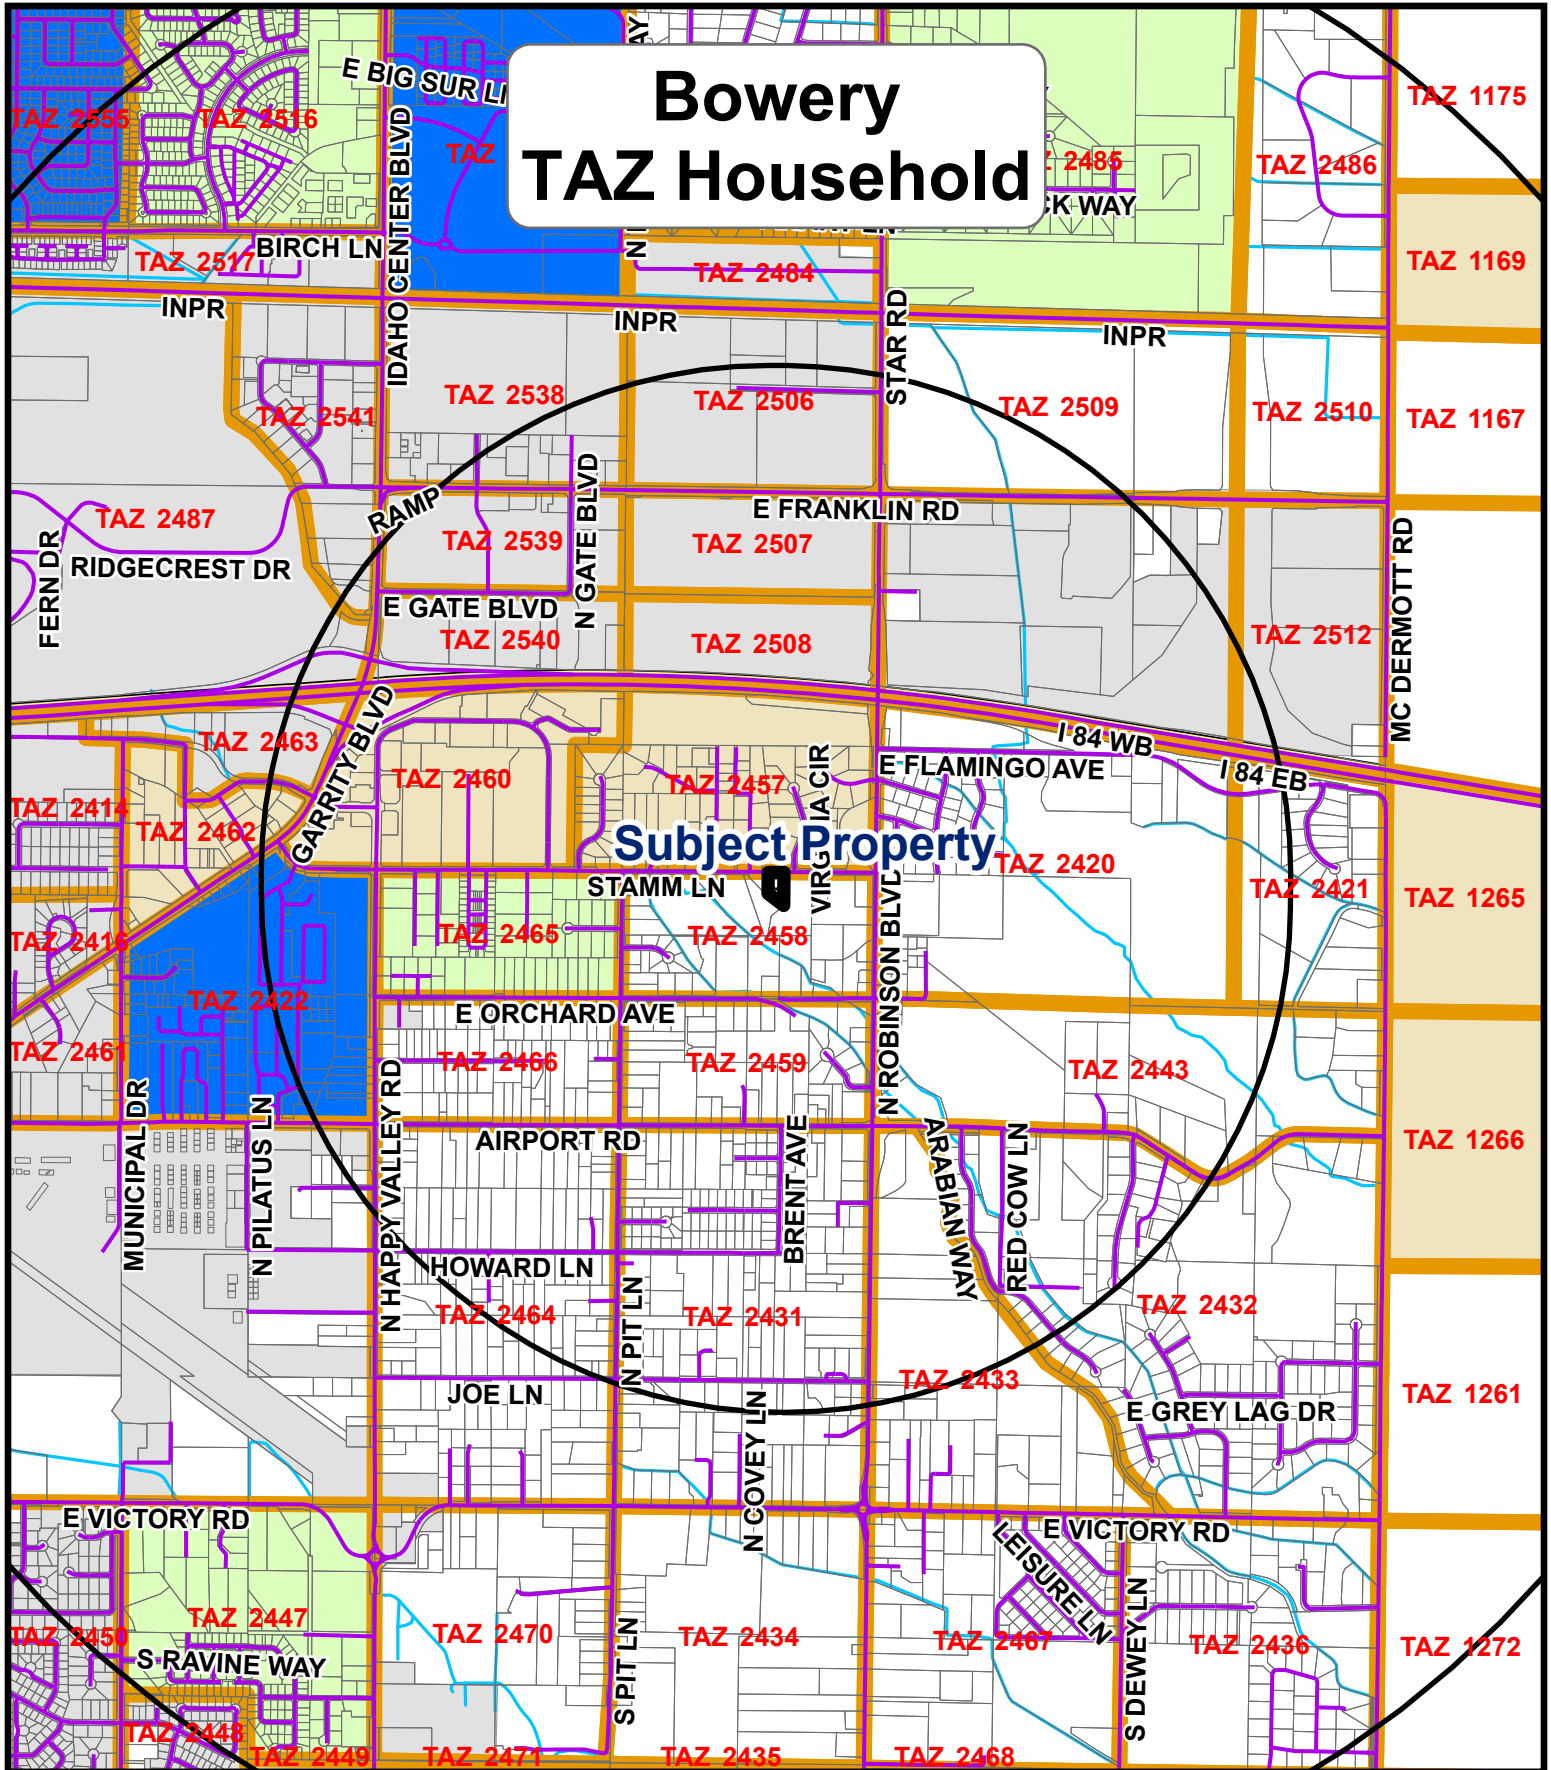 Bowery
TAZ Household
E BIG SUR
TAZ 1175
TAZ 2555
TAZ 2516
TAZ
TAZ 2486
CK WAY
BIRCH LN
TAZ 2517
TAZ 2484
TAZ 1169
IDAHO CENTER BLVD
INPR
INPR
INPR
STAR RD
TAZ 2538
TAZ 2506
TAZ 2509
TAZ 2510
TAZ 1167
TAZ 2541
RAMP
E FRANKLIN RD
TAZ 2487
TAZ 2539
N GATE BLVD
TAZ 2507
FERN DR
RIDGECREST DR
MC DERMOTT RD
E GATE BLVD
TAZ 2540
TAZ 2508
TAZ 2512
TAZ 2463
GARRITY BLVD
I 84 WB
I 84 EB
TAZ 2460
TAZ 2457
VIRGINIA CIR
E FLAMINGO AVE
TAZ 2414
TAZ 2462
Subject Property
TAZ 2420
STAMM LN
TAZ 2421
TAZ 1265
TAZ 2416
TAZ 2465
TAZ 2458
N ROBINSON BLVD
TAZ 2422
E ORCHARD AVE
TAZ 2461
TAZ 2466
TAZ 2459
TAZ 2443
MUNICIPAL DR
N PILATUS LN
N HAPPY VALLEY RD
AIRPORT RD
BRENT AVE
ARABIAN WAY
RED COW LN
TAZ 1266
HOWARD LN
TAZ 2464
N PIT LN
TAZ 2431
TAZ 2432
TAZ 2433
JOE LN
N COVEY LN
E GREY LAG DR
TAZ 1261
E VICTORY RD
E VICTORY RD
LEISURE LN
TAZ 2447
TAZ 2450
S RAVINE WAY
TAZ 2470
S PIT LN
TAZ 2434
TAZ 2467
S DEWEY LN
TAZ 2436
TAZ 1272
TAZ 2448
TAZ 2449
TAZ 2471
TAZ 2435
TAZ 2468